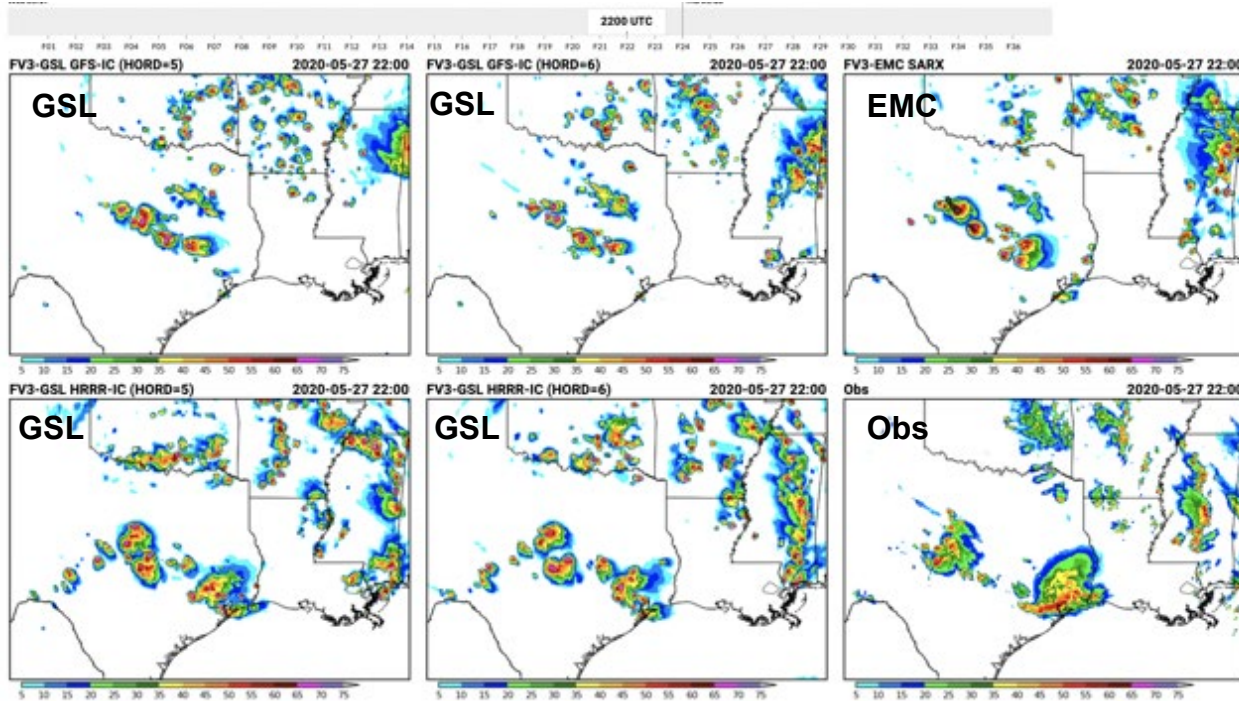 2200 UTC
F01 F02 F03 F04 F05 F06 F07 F08 F09 F10 F11 F12 F13 F14 F15 F16 F17 F18 F19 F20 F21 F22 F23 F24 F25 F26 F27 F28 F29 F30 F31 F32 F33 F34 F35 F36
FV3-GSL GFS-IC (HORD=5) 2020-05-27 22:00
GSL
5 10 15 20 25 30 35 40 45 50 55 60 65 70 75
FV3-GSL GFS-IC (HORD=6) 2020-05-27 22:00
GSL
5 10 15 20 25 30 35 40 45 50 55 60 65 70 75
FV3-EMC SARX 2020-05-27 22:00
EMC
5 10 15 20 25 30 35 40 45 50 55 60 65 70 75
FV3-GSL HRRR-IC (HORD=5) 2020-05-27 22:00
GSL
5 10 15 20 25 30 35 40 45 50 55 60 65 70 75
FV3-GSL HRRR-IC (HORD=6) 2020-05-27 22:00
GSL
5 10 15 20 25 30 35 40 45 50 55 60 65 70 75
Obs 2020-05-27 22:00
Obs
5 10 15 20 25 30 35 40 45 50 55 60 65 70 75